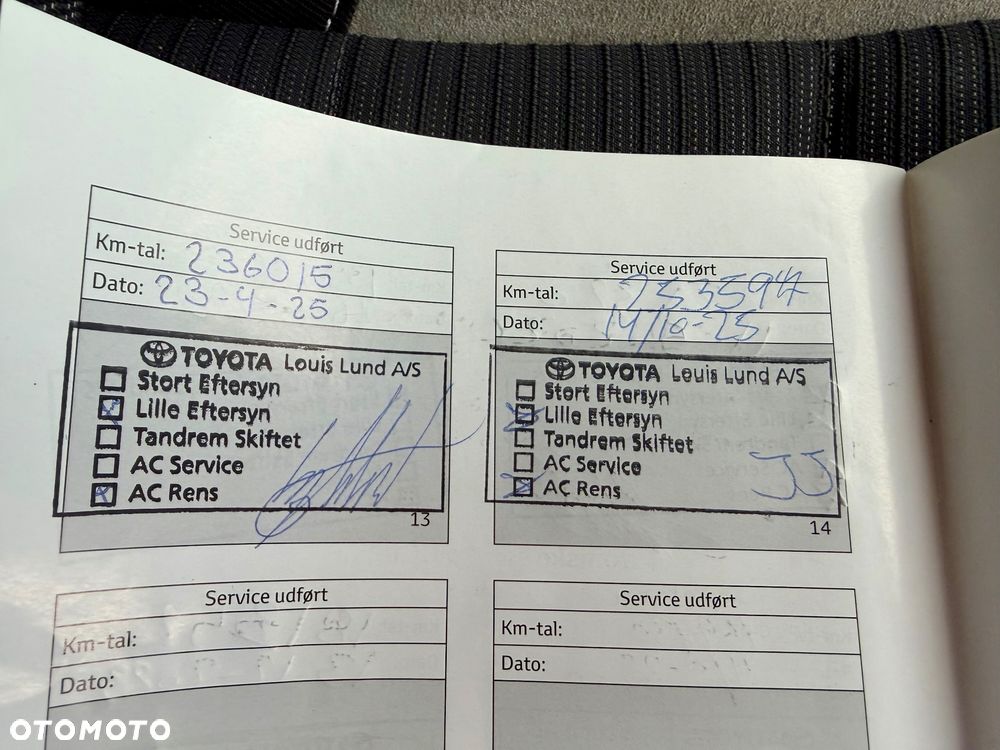 Service udført
Km-tal: 236015
Dato: 23-4-25
TOYOTA Louis Lund A/S
Stort Eftersyn
Lille Eftersyn
Tandrem Skiftet
AC Service
AC Rens
13
Service udført
Km-tal: 253594
Dato: 14/10-25
TOYOTA Louis Lund A/S
Stort Eftersyn
Lille Eftersyn
Tandrem Skiftet
AC Service
AC Rens
JJ
14
Service udført
Km-tal:
Dato:
Service udført
Km-tal:
Dato:
OTOMOTO